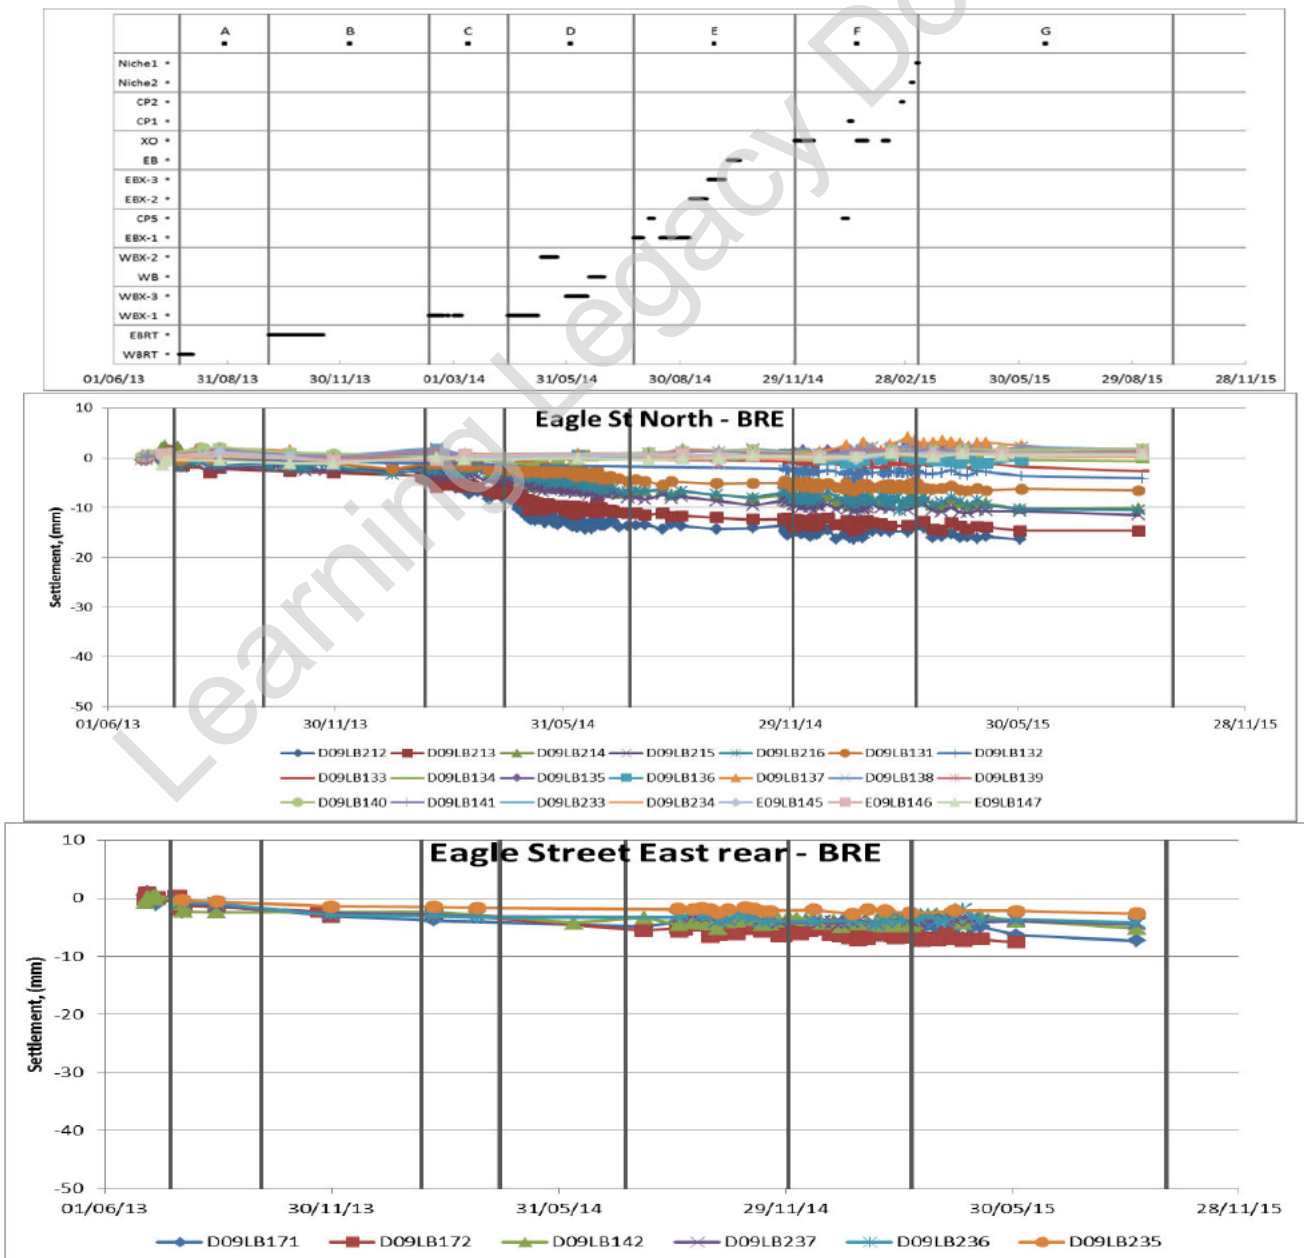 A B C D E F G
Niche1
Niche2
CP2
CP1
XO
EB
EBX-3
EBX-2
CP5
EBX-1
WBX-2
WB
WBX-3
WBX-1
EBRT
WBRT
01/06/13 31/08/13 30/11/13 01/03/14 31/05/14 30/08/14 29/11/14 28/02/15 30/05/15 29/08/15 28/11/15
Eagle St North - BRE
Settlement, (mm)
10
0
-10
-20
-30
-40
-50
01/06/13 30/11/13 31/05/14 29/11/14 30/05/15 28/11/15
D09LB212 D09LB213 D09LB214 D09LB215 D09LB216 D09LB131 D09LB132
D09LB133 D09LB134 D09LB135 D09LB136 D09LB137 D09LB138 D09LB139
D09LB140 D09LB141 D09LB233 D09LB234 E09LB145 E09LB146 E09LB147
Eagle Street East rear - BRE
Settlement, (mm)
10
0
-10
-20
-30
-40
-50
01/06/13 30/11/13 31/05/14 29/11/14 30/05/15 28/11/15
D09LB171 D09LB172 D09LB142 D09LB237 D09LB236 D09LB235
Learning Legacy Do